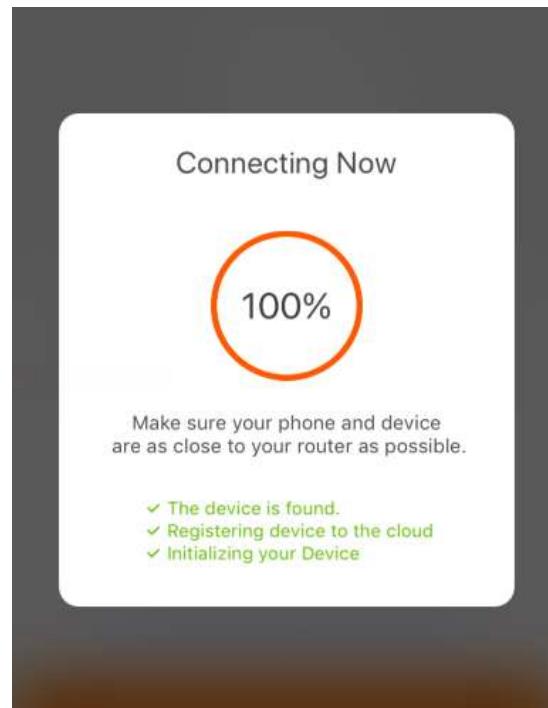 Connecting Now
100%
Make sure your phone and device
are as close to your router as possible.
✓ The device is found.
✓ Registering device to the cloud
✓ Initializing your Device